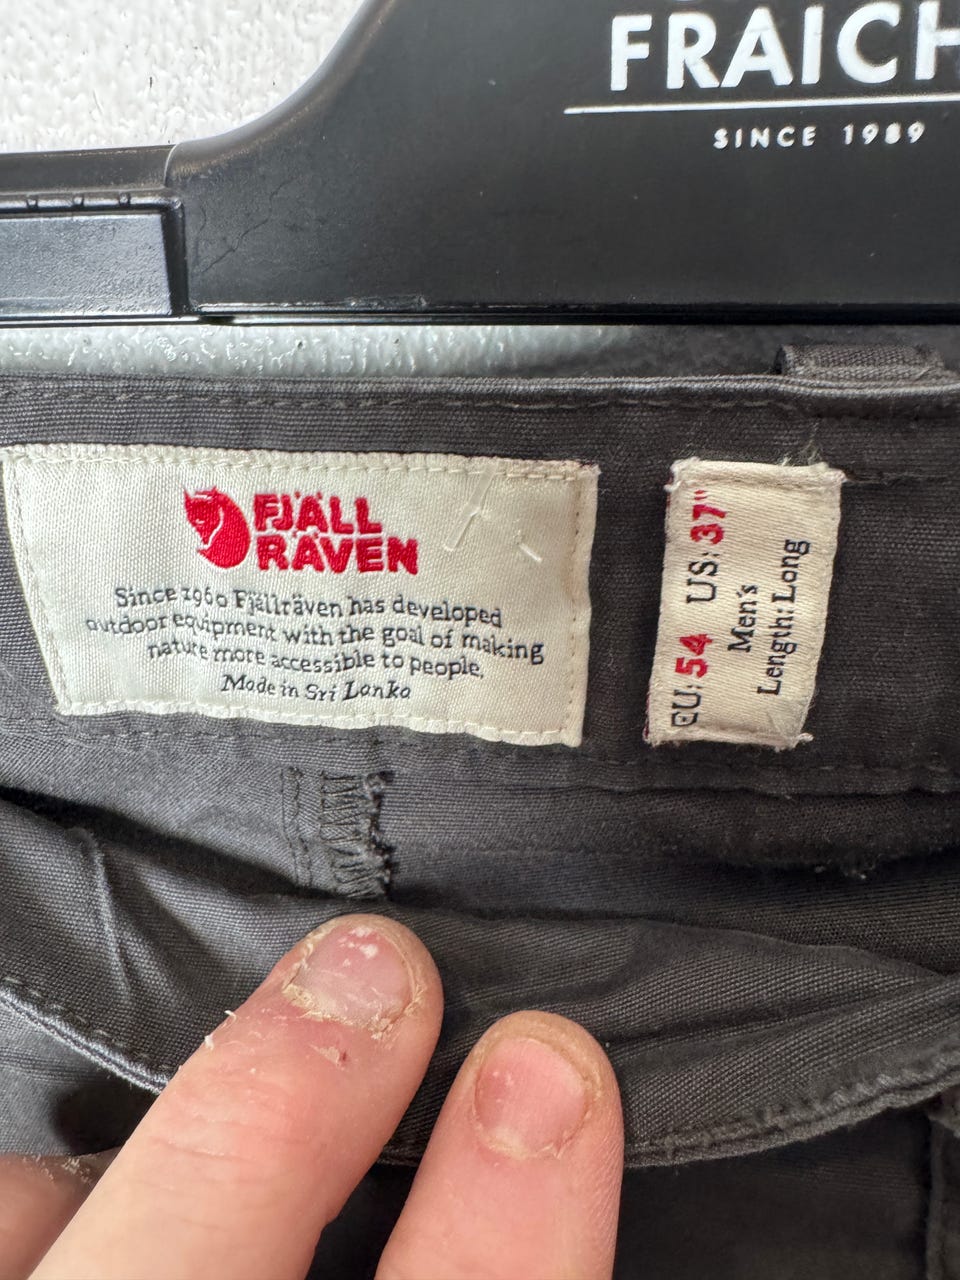 FRAICH
SINCE 1989
FJÄLL
RÄVEN
Since 1960 Fjällräven has developed
outdoor equipment with the goal of making
nature more accessible to people.
Made in Sri Lanka
EU: 54 US: 37"
Men's
Length: Long